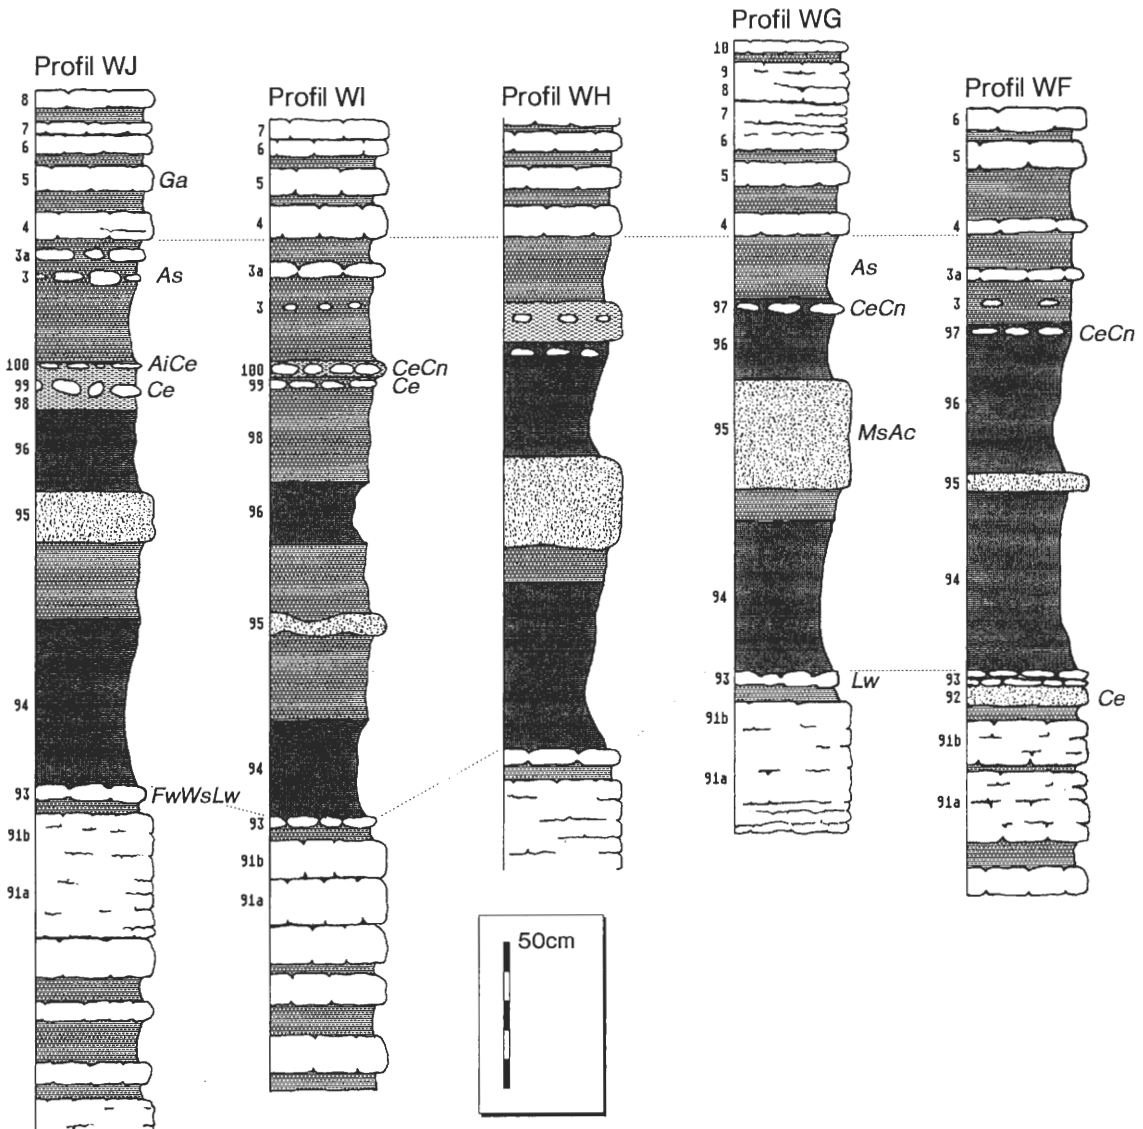 Profil WJ
8
7
6
5 Ga
4
3a
3 As
100 AiCe
99 Ce
98
96
95
94
93 FwWsLw
91b
91a
Profil WI
7
6
5
4
3a
3
100 CeCn
99 Ce
98
96
95
94
93
91b
91a
Profil WH
Profil WG
10
9
8
7
6
5
4
As
97 CeCn
96
95 MsAc
94
93 Lw
91b
91a
Profil WF
6
5
4
3a
3
97 CeCn
96
95
94
93
92 Ce
91b
91a
50cm